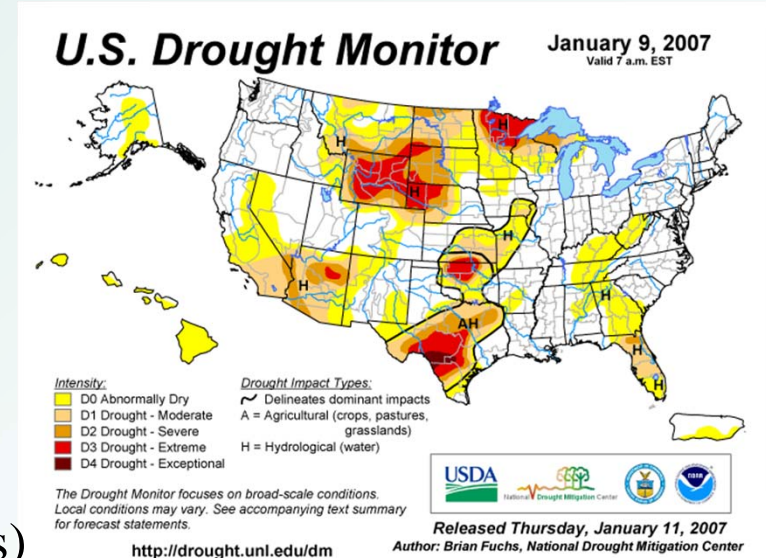 U.S. Drought Monitor
January 9, 2007
Valid 7 a.m. EST
H
H
H
H
H
AH
H
H
H
Intensity:
D0 Abnormally Dry
D1 Drought - Moderate
D2 Drought - Severe
D3 Drought - Extreme
D4 Drought - Exceptional
Drought Impact Types:
Delineates dominant impacts
A = Agricultural (crops, pastures,
grasslands)
H = Hydrological (water)
The Drought Monitor focuses on broad-scale conditions.
Local conditions may vary. See accompanying text summary
for forecast statements.
s)
http://drought.unl.edu/dm
USDA
National Drought Mitigation Center
Released Thursday, January 11, 2007
Author: Brian Fuchs, National Drought Mitigation Center